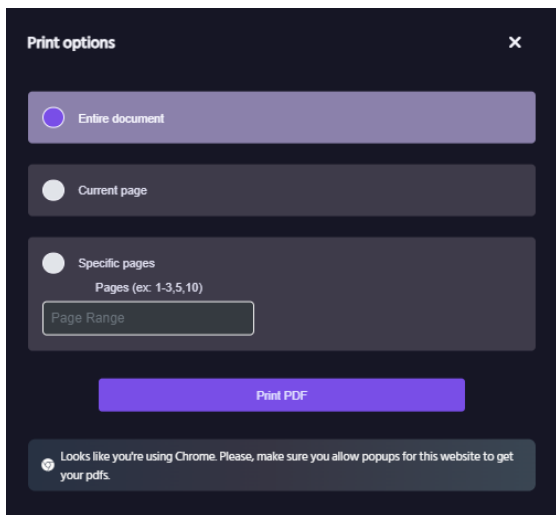 Print options
Entire document
Current page
Specific pages
Pages (ex: 1-3,5,10)
Page Range
Print PDF
Looks like you're using Chrome. Please, make sure you allow popups for this website to get
your pdfs.